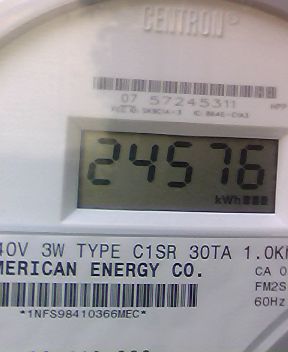 CENTRON
07 57245311
24576
kWh
40V 3W TYPE C1SR 30TA 1.0K
MERICAN ENERGY CO.
CA 0
FM2S
60Hz
*1NFS98410366MEC*